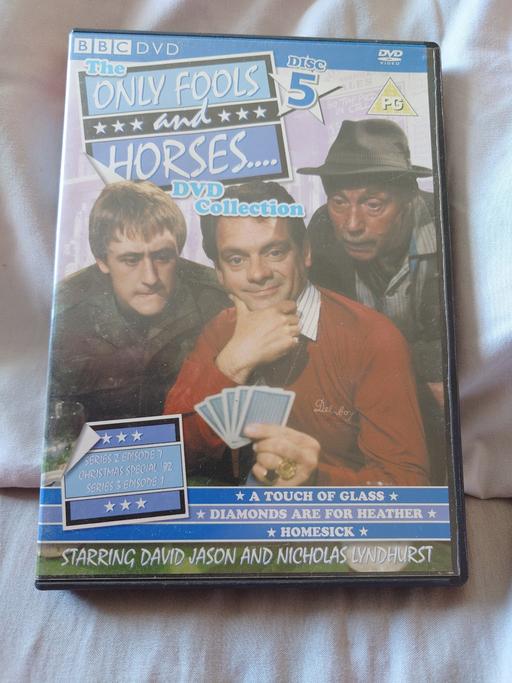 BBC DVD
The
ONLY FOOLS
and
HORSES....
DVD
Collection
DISC
5
DVD
VIDEO
PG
Del boy
SERIES 2 EPISODE 7
CHRISTMAS SPECIAL '82
SERIES 3 EPISODE 1
A TOUCH OF GLASS
DIAMONDS ARE FOR HEATHER
HOMESICK
STARRING DAVID JASON AND NICHOLAS LYNDHURST